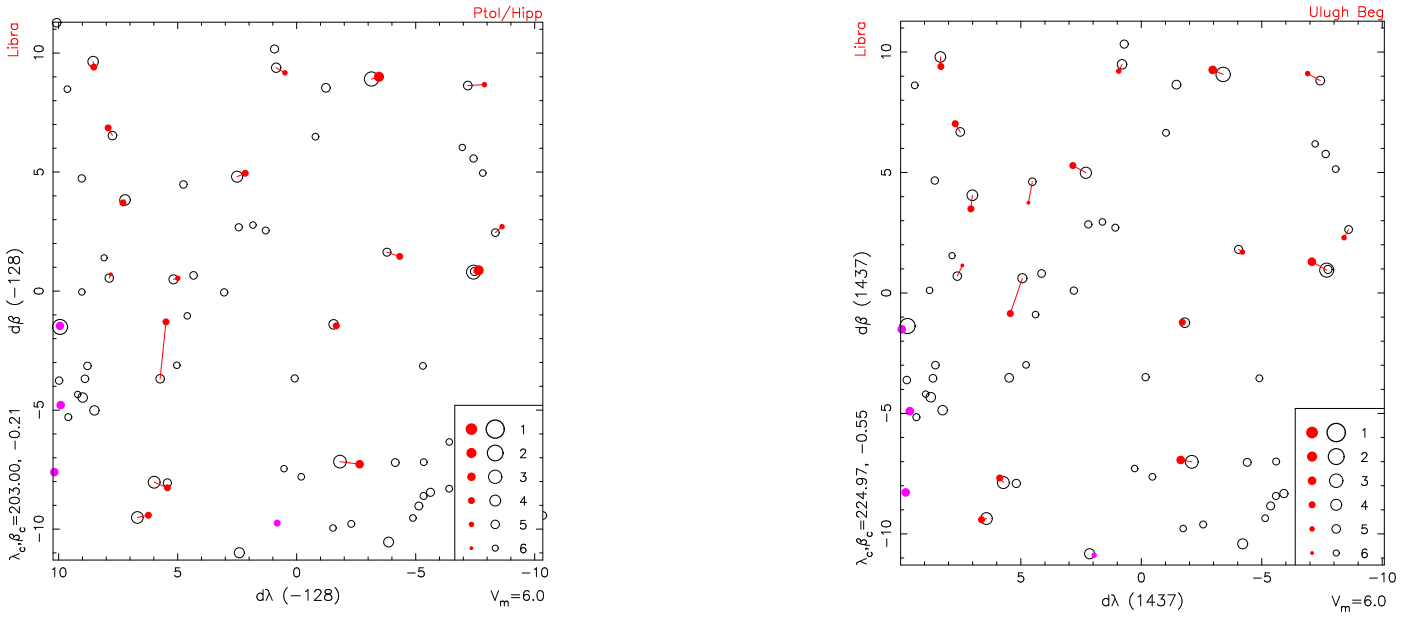 Ptol/Hipp
Libra
10
5
0
−5
−10
dβ (−128)
λc,βc=203.00, −0.21
1
2
3
4
5
6
10
5
0
−5
−10
dλ (−128)
Vm=6.0
Ulugh Beg
Libra
10
5
0
−5
−10
dβ (1437)
λc,βc=224.97, −0.55
1
2
3
4
5
6
5
0
−5
−10
dλ (1437)
Vm=6.0